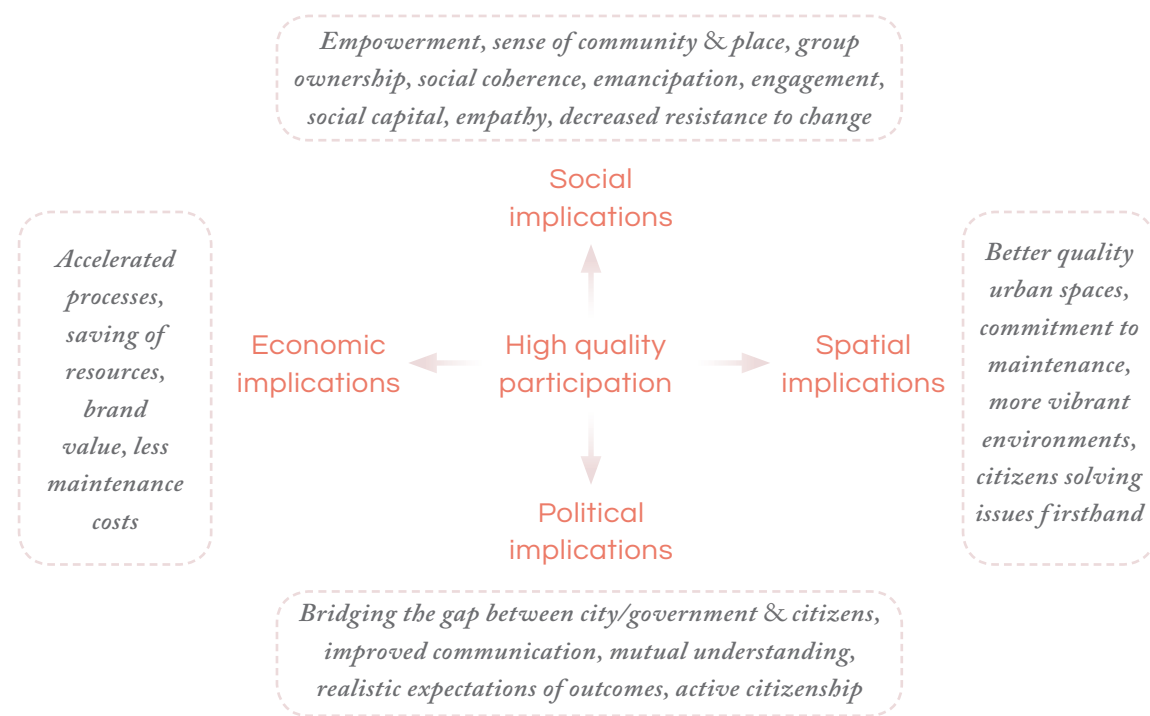 Empowerment, sense of community & place, group
ownership, social coherence, emancipation, engagement,
social capital, empathy, decreased resistance to change
Social
implications
Accelerated
processes,
saving of
resources,
brand
value, less
maintenance
costs
Economic
implications
High quality
participation
Spatial
implications
Better quality
urban spaces,
commitment to
maintenance,
more vibrant
environments,
citizens solving
issues firsthand
Political
implications
Bridging the gap between city/government & citizens,
improved communication, mutual understanding,
realistic expectations of outcomes, active citizenship